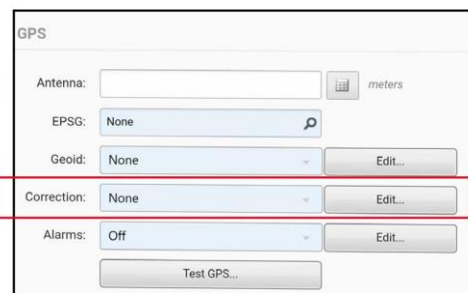 GPS
Antenna: meters
EPSG: None
Geoid: None Edit...
Correction: None Edit...
Alarms: Off Edit...
Test GPS...